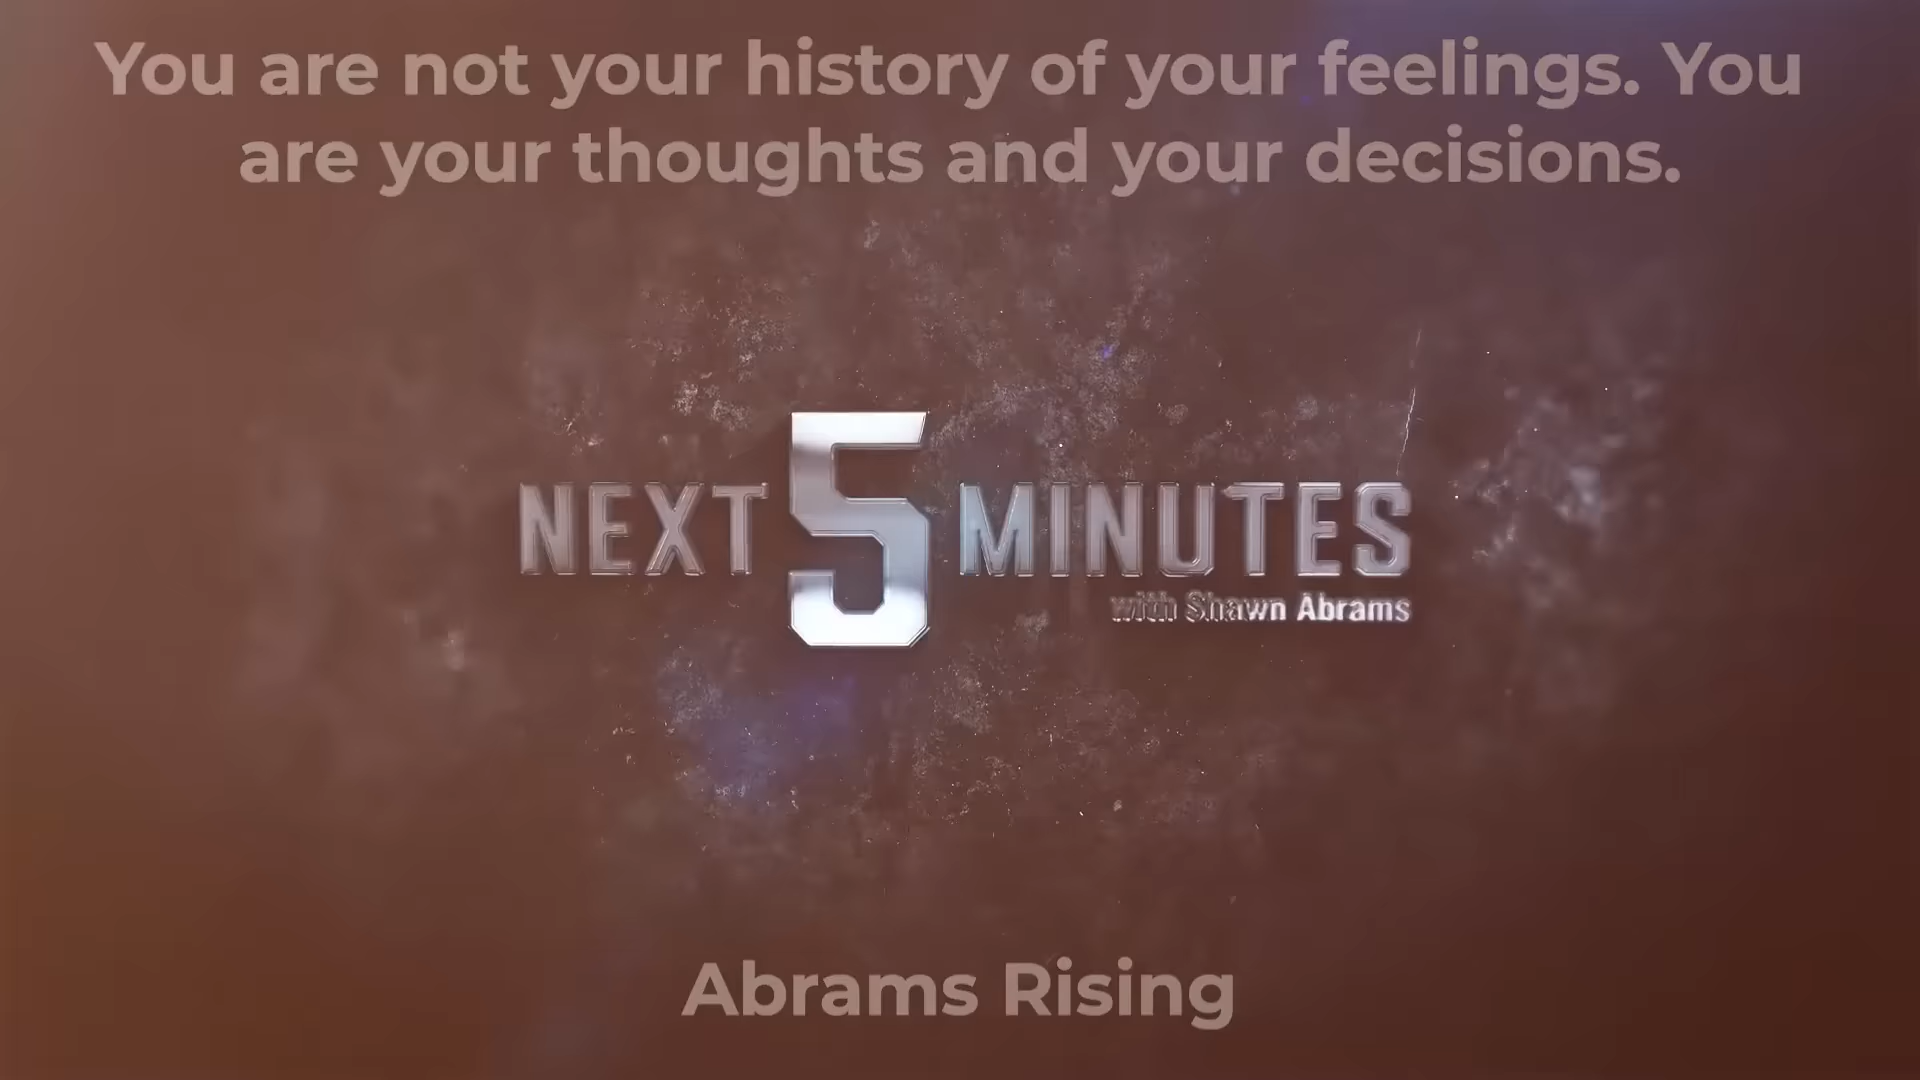 You are not your history of your feelings. You
are your thoughts and your decisions.
NEXT 5 MINUTES
with Shawn Abrams
Abrams Rising